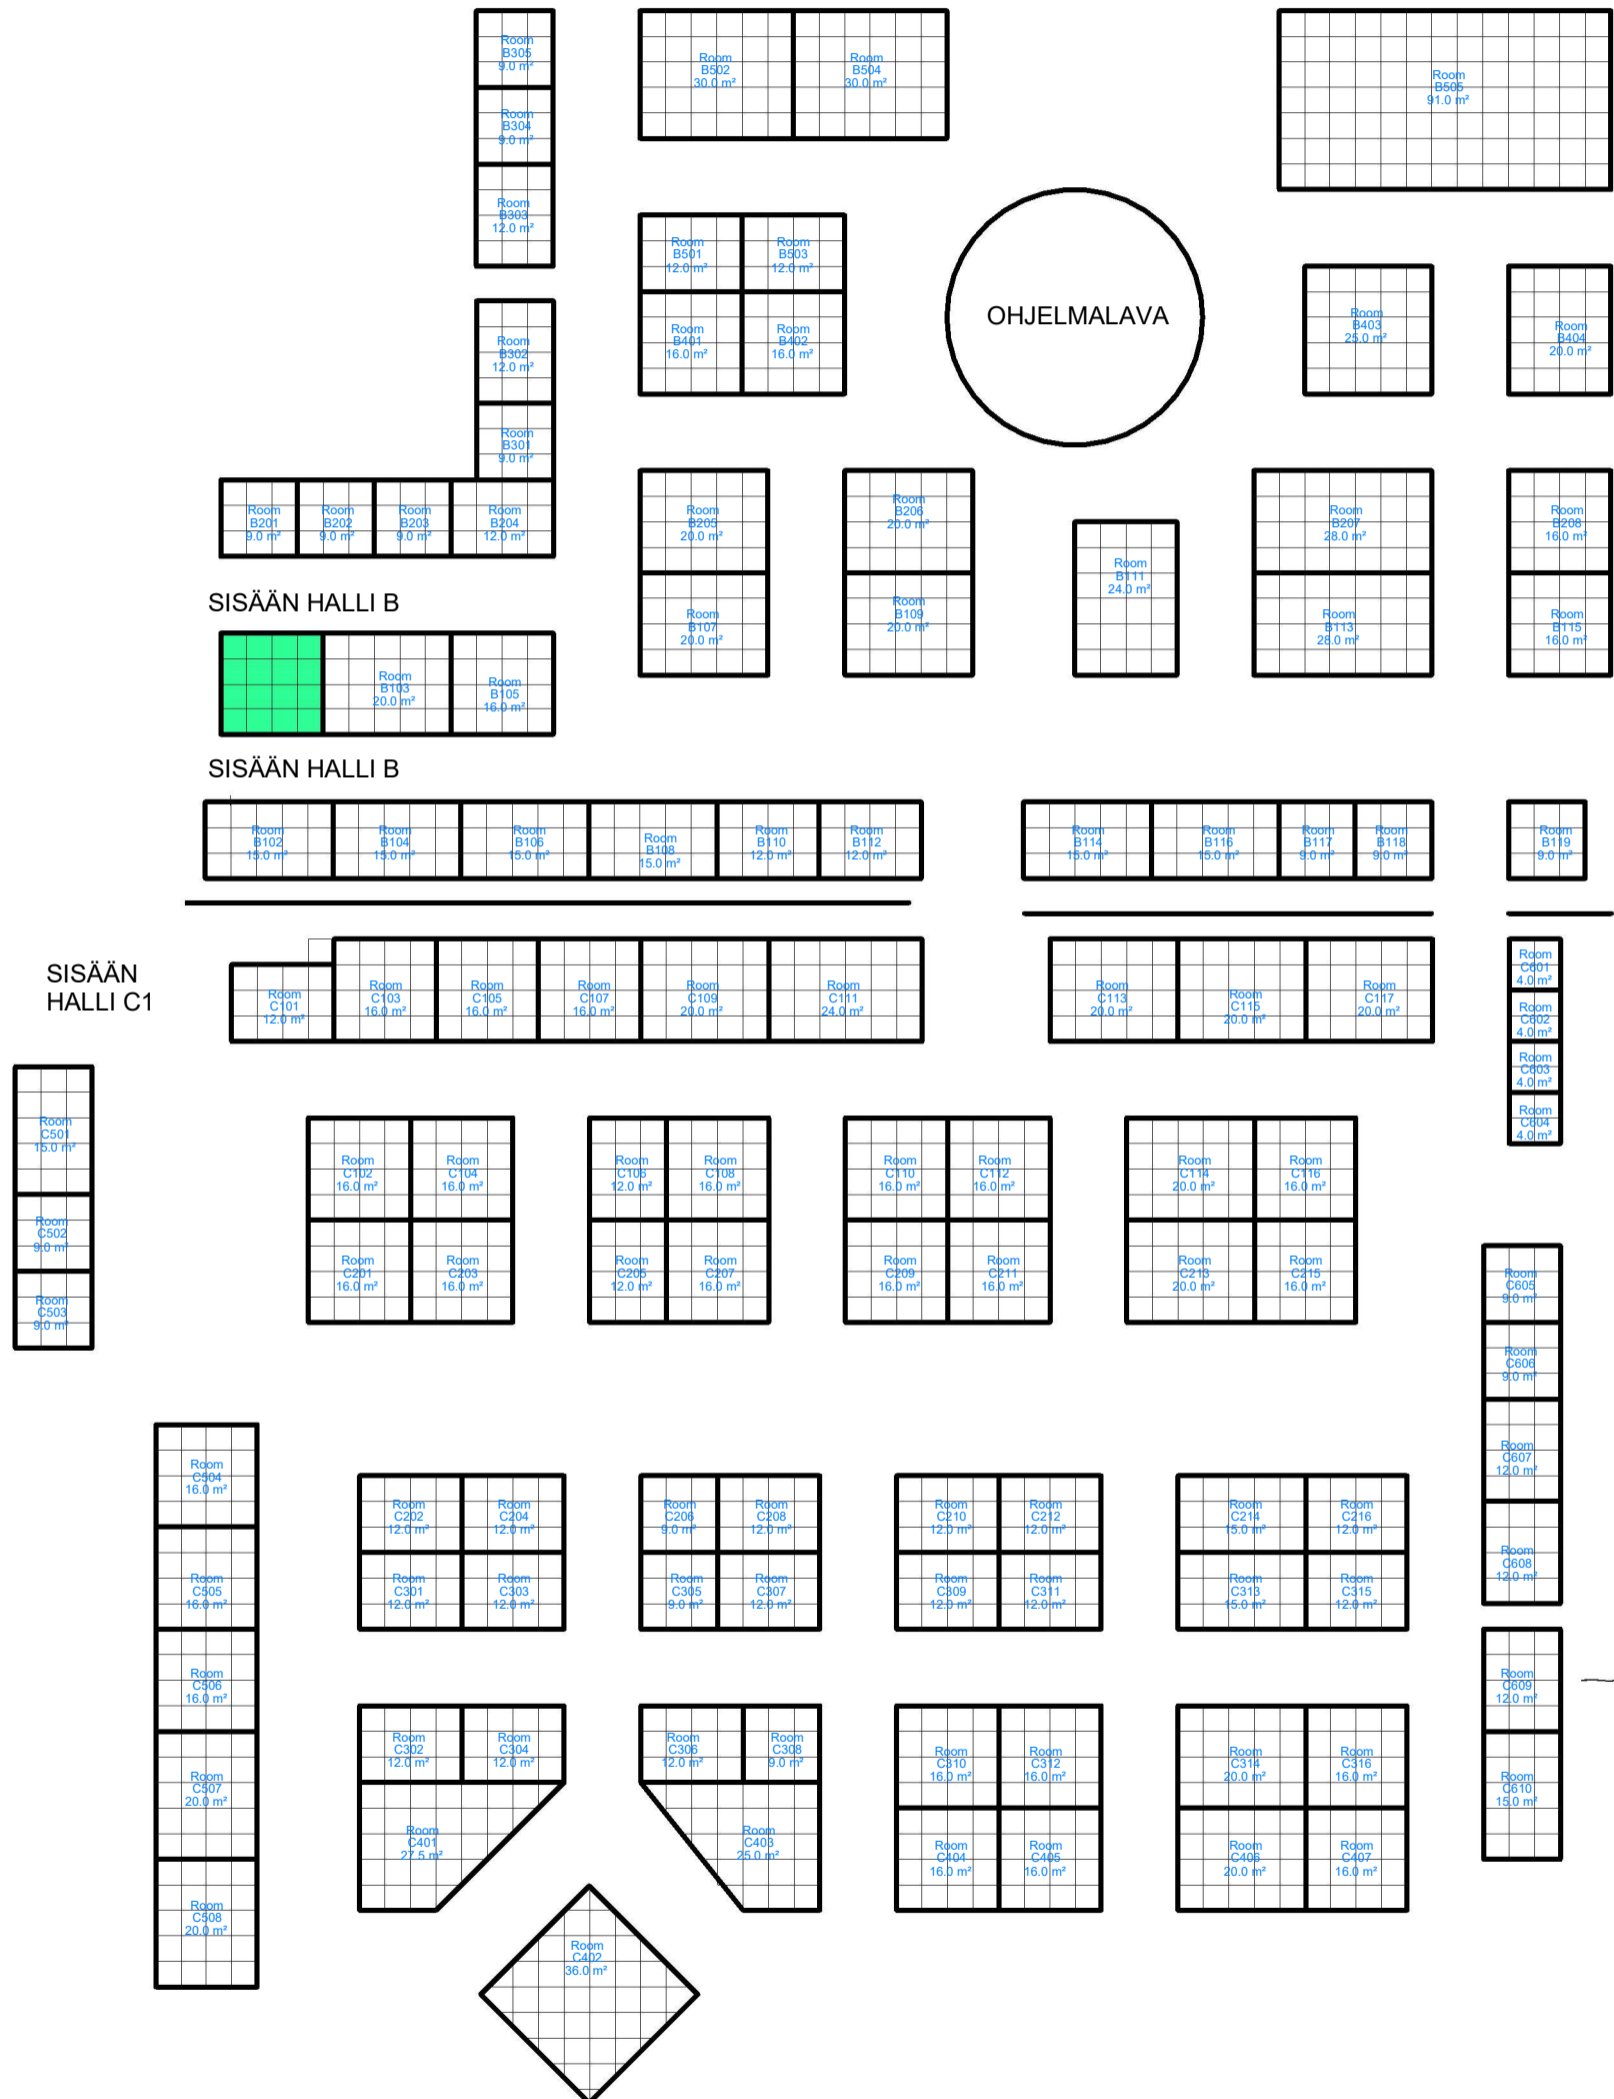 Room
B305
9.0 m²
Room
B304
9.0 m²
Room
B303
12.0 m²
Room
B502
30.0 m²
Room
B504
30.0 m²
Room
B505
91.0 m²
Room
B501
12.0 m²
Room
B503
12.0 m²
Room
B401
16.0 m²
Room
B402
16.0 m²
OHJELMALAVA
Room
B403
25.0 m²
Room
B404
20.0 m²
Room
B302
12.0 m²
Room
B301
9.0 m²
Room
B201
9.0 m²
Room
B202
9.0 m²
Room
B203
9.0 m²
Room
B204
12.0 m²
Room
B205
20.0 m²
Room
B206
20.0 m²
Room
B207
28.0 m²
Room
B208
16.0 m²
Room
B107
20.0 m²
Room
B109
20.0 m²
Room
B111
24.0 m²
Room
B113
28.0 m²
Room
B115
16.0 m²
SISÄÄN HALLI B
Room
B103
20.0 m²
Room
B105
16.0 m²
SISÄÄN HALLI B
Room
B102
15.0 m²
Room
B104
15.0 m²
Room
B106
15.0 m²
Room
B108
15.0 m²
Room
B110
12.0 m²
Room
B112
12.0 m²
Room
B114
15.0 m²
Room
B116
15.0 m²
Room
B117
9.0 m²
Room
B118
9.0 m²
Room
B119
9.0 m²
SISÄÄN
HALLI C1
Room
C101
12.0 m²
Room
C103
16.0 m²
Room
C105
16.0 m²
Room
C107
16.0 m²
Room
C109
20.0 m²
Room
C111
24.0 m²
Room
C113
20.0 m²
Room
C115
20.0 m²
Room
C117
20.0 m²
Room
C601
4.0 m²
Room
C602
4.0 m²
Room
C603
4.0 m²
Room
C604
4.0 m²
Room
C501
15.0 m²
Room
C502
9.0 m²
Room
C503
9.0 m²
Room
C102
16.0 m²
Room
C104
16.0 m²
Room
C106
12.0 m²
Room
C108
16.0 m²
Room
C110
16.0 m²
Room
C112
16.0 m²
Room
C114
20.0 m²
Room
C116
16.0 m²
Room
C201
16.0 m²
Room
C203
16.0 m²
Room
C205
12.0 m²
Room
C207
16.0 m²
Room
C209
16.0 m²
Room
C211
16.0 m²
Room
C213
20.0 m²
Room
C215
16.0 m²
Room
C605
9.0 m²
Room
C606
9.0 m²
Room
C607
12.0 m²
Room
C608
12.0 m²
Room
C504
16.0 m²
Room
C505
16.0 m²
Room
C506
16.0 m²
Room
C507
20.0 m²
Room
C508
20.0 m²
Room
C202
12.0 m²
Room
C204
12.0 m²
Room
C206
9.0 m²
Room
C208
12.0 m²
Room
C210
12.0 m²
Room
C212
12.0 m²
Room
C214
15.0 m²
Room
C216
12.0 m²
Room
C301
12.0 m²
Room
C303
12.0 m²
Room
C305
9.0 m²
Room
C307
12.0 m²
Room
C309
12.0 m²
Room
C311
12.0 m²
Room
C313
15.0 m²
Room
C315
12.0 m²
Room
C609
12.0 m²
Room
C610
15.0 m²
Room
C302
12.0 m²
Room
C304
12.0 m²
Room
C306
12.0 m²
Room
C308
9.0 m²
Room
C310
16.0 m²
Room
C312
16.0 m²
Room
C314
20.0 m²
Room
C316
16.0 m²
Room
C401
27.5 m²
Room
C403
25.0 m²
Room
C404
16.0 m²
Room
C405
16.0 m²
Room
C406
20.0 m²
Room
C407
16.0 m²
Room
C402
36.0 m²